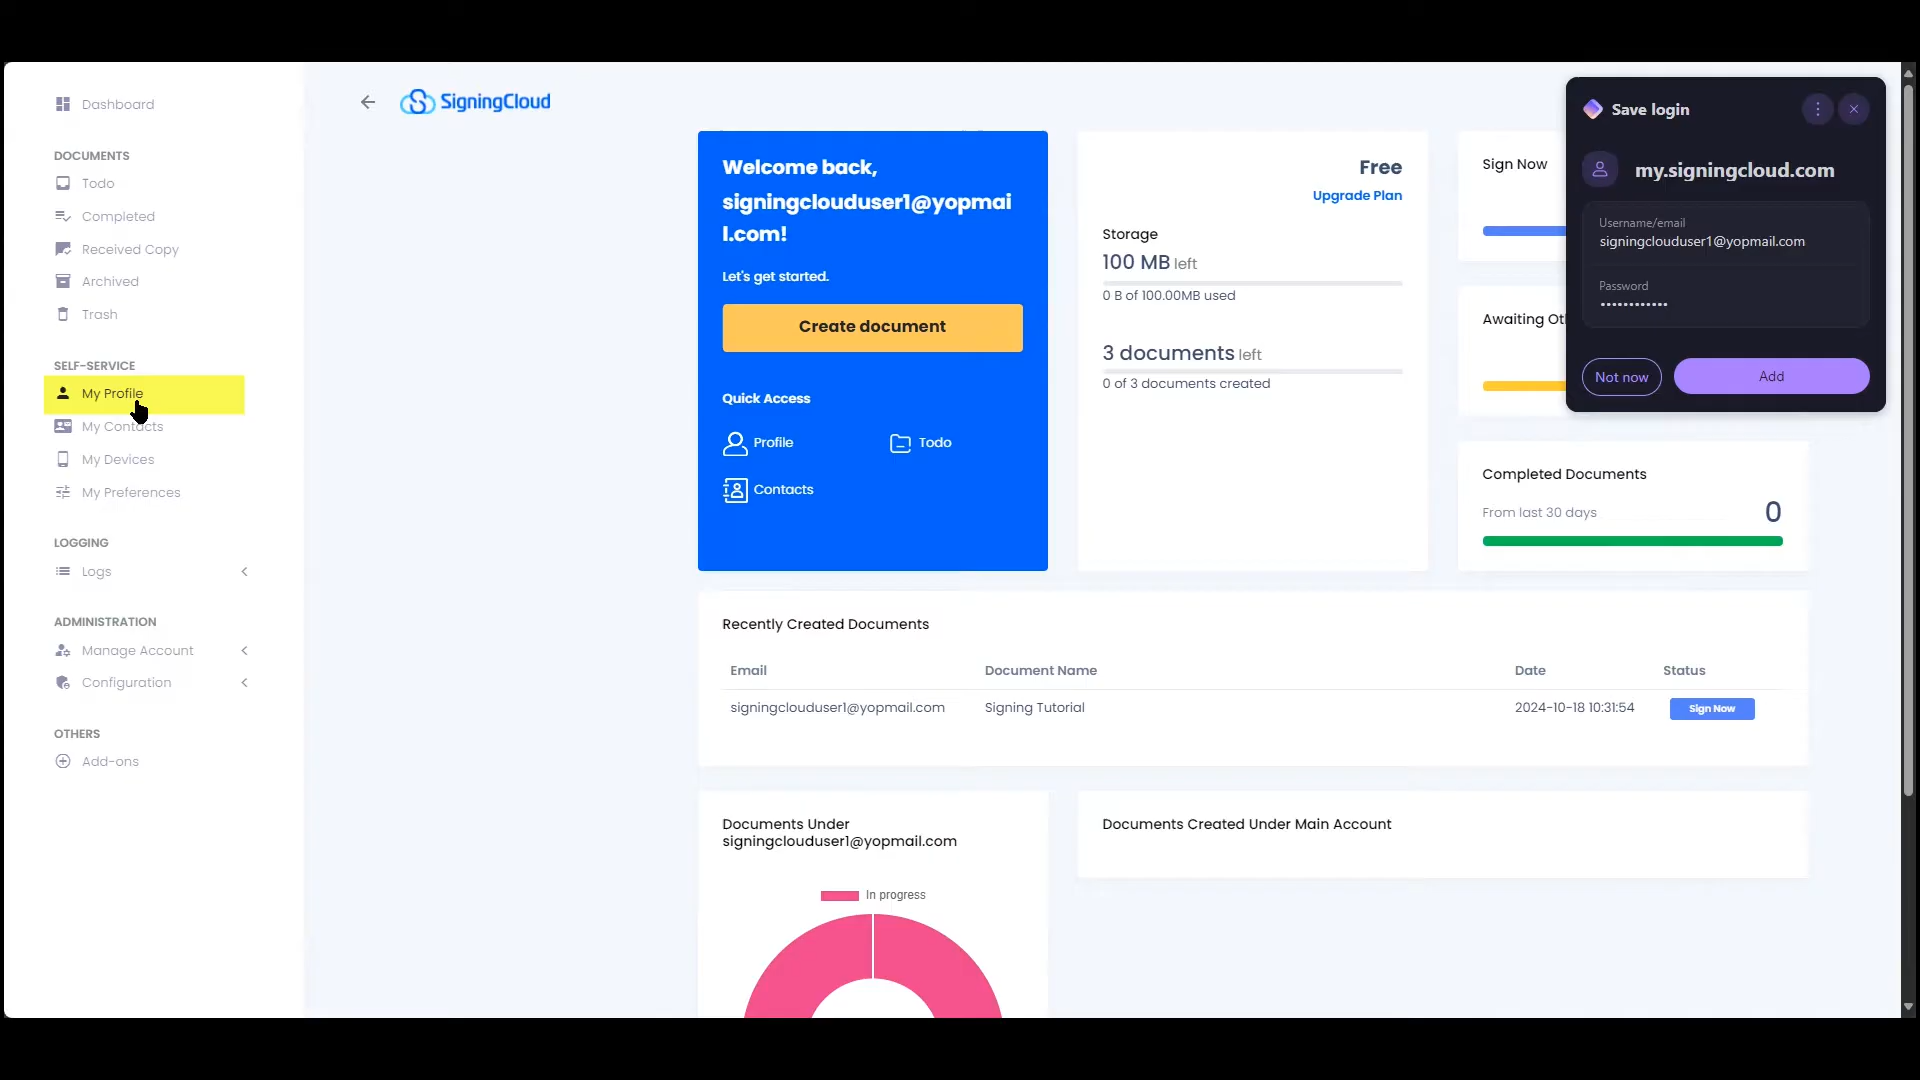 Dashboard
DOCUMENTS
Todo
Completed
Received Copy
Archived
Trash
SELF-SERVICE
My Profile
My Contacts
My Devices
My Preferences
LOGGING
Logs
ADMINISTRATION
Manage Account
Configuration
OTHERS
Add-ons
SigningCloud
Welcome back,
signingclouduser1@yopmai
l.com!
Let's get started.
Create document
Quick Access
Profile
Todo
Contacts
Free
Upgrade Plan
Storage
100 MB left
0 B of 100.00MB used
3 documents left
0 of 3 documents created
Sign Now
Awaiting Ot
Completed Documents
From last 30 days
0
Save login
my.signingcloud.com
Username/email
signingclouduser1@yopmail.com
Password
••••••••••••
Not now
Add
Recently Created Documents
Email Document Name Date Status
signingclouduser1@yopmail.com Signing Tutorial 2024-10-18 10:31:54 Sign Now
Documents Under
signingclouduser1@yopmail.com
In progress
Documents Created Under Main Account